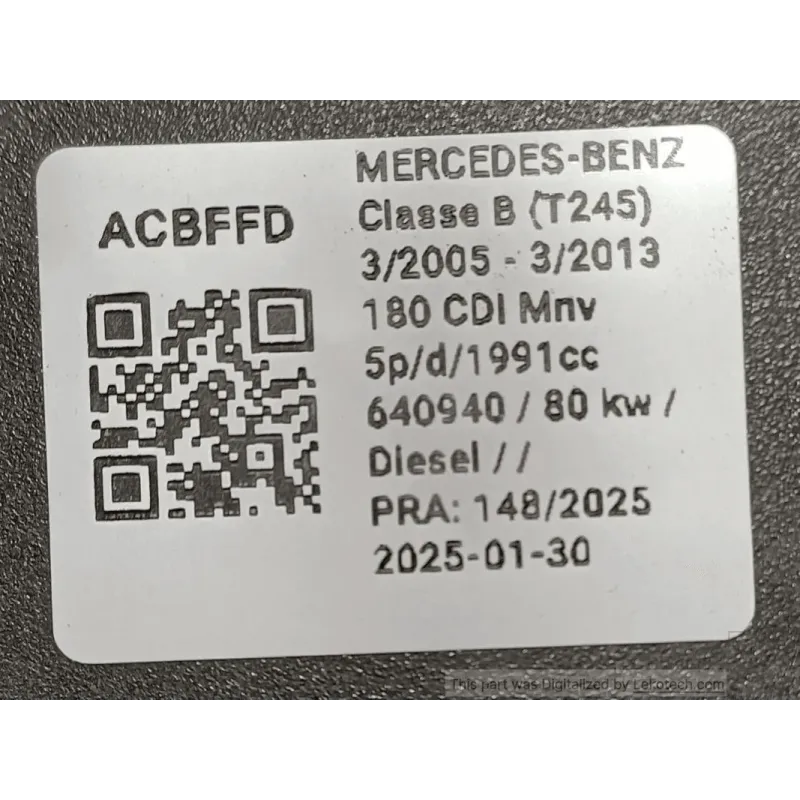 ACBFFD
MERCEDES-BENZ
Classe B (T245)
3/2005 - 3/2013
180 CDI Mnv
5p/d/1991cc
640940 / 80 kw /
Diesel / /
PRA: 148/2025
2025-01-30
This part was Digitalized by Lekotech.com